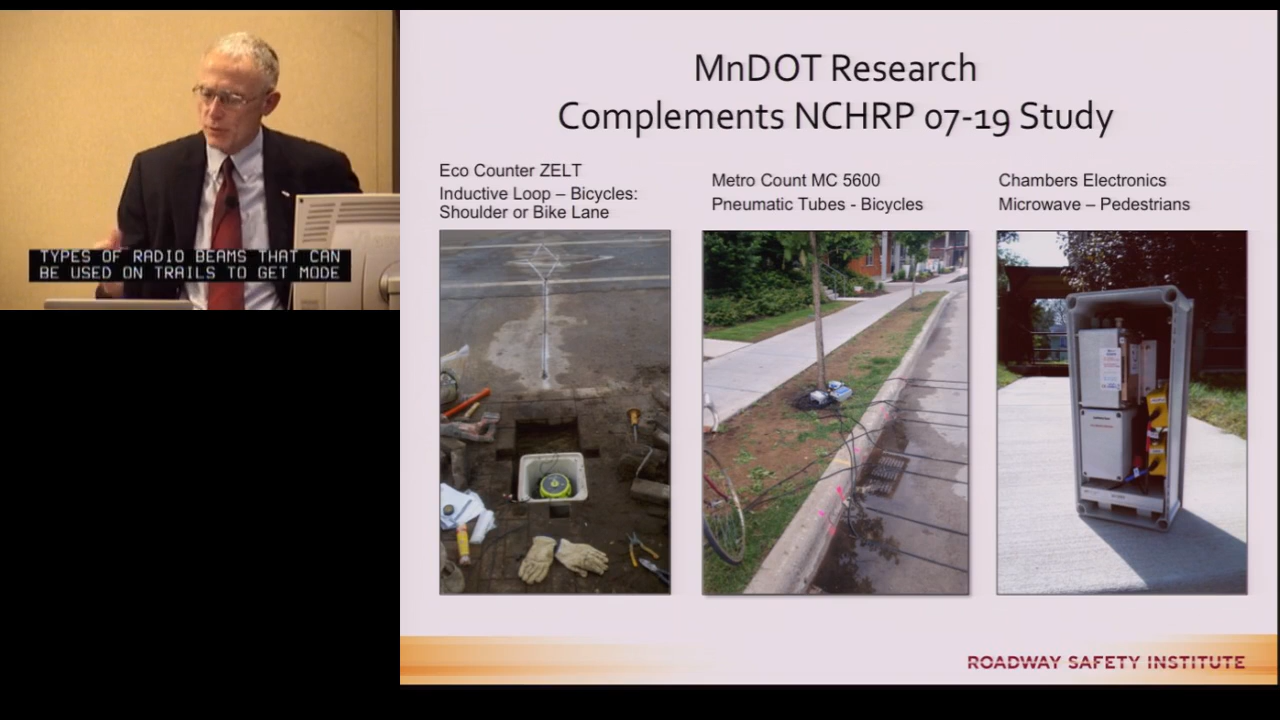 TYPES OF RADIO BEAMS THAT CAN
BE USED ON TRAILS TO GET MODE
MnDOT Research
Complements NCHRP 07-19 Study
Eco Counter ZELT
Inductive Loop – Bicycles:
Shoulder or Bike Lane
Metro Count MC 5600
Pneumatic Tubes - Bicycles
Chambers Electronics
Microwave – Pedestrians
ROADWAY SAFETY INSTITUTE